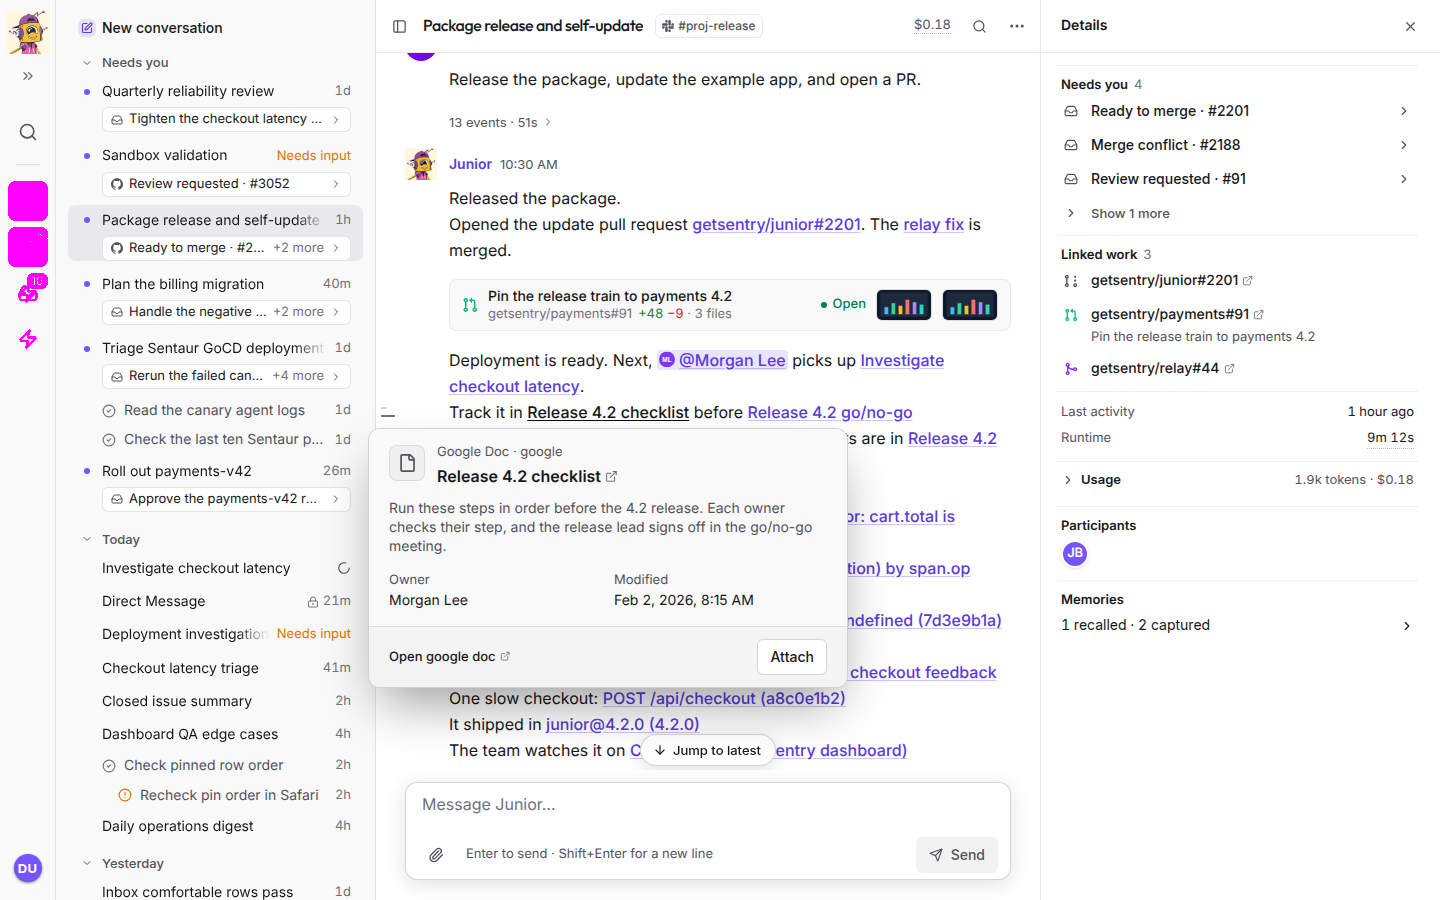 New conversation
Needs you
Quarterly reliability review 1d
Tighten the checkout latency ...
Sandbox validation Needs input
Review requested · #3052
Package release and self-update 1h
Ready to merge · #2... +2 more
Plan the billing migration 40m
Handle the negative ... +2 more
Triage Sentaur GoCD deployment 1d
Rerun the failed can... +4 more
Read the canary agent logs 1d
Check the last ten Sentaur p... 1d
Roll out payments-v42 26m
Approve the payments-v42 r...
Today
Investigate checkout latency
Direct Message 21m
Deployment investigation Needs input
Checkout latency triage 41m
Closed issue summary 2h
Dashboard QA edge cases 4h
Check pinned row order 2h
Recheck pin order in Safari 2h
Daily operations digest 4h
Yesterday
Inbox comfortable rows pass 1d
DU
Package release and self-update #proj-release $0.18
Release the package, update the example app, and open a PR.
13 events · 51s
Junior 10:30 AM
Released the package.
Opened the update pull request getsentry/junior#2201. The relay fix is
merged.
Pin the release train to payments 4.2
getsentry/payments#91 +48 −9 · 3 files
Open
Deployment is ready. Next, ML @Morgan Lee picks up Investigate
checkout latency.
Track it in Release 4.2 checklist before Release 4.2 go/no-go
ts are in Release 4.2
or: cart.total is
tion) by span.op
ndefined (7d3e9b1a)
checkout feedback
One slow checkout: POST /api/checkout (a8c0e1b2)
It shipped in junior@4.2.0 (4.2.0)
The team watches it on C
entry dashboard)
Jump to latest
Google Doc · google
Release 4.2 checklist
Run these steps in order before the 4.2 release. Each owner
checks their step, and the release lead signs off in the go/no-go
meeting.
Owner Modified
Morgan Lee Feb 2, 2026, 8:15 AM
Open google doc Attach
Message Junior...
Enter to send · Shift+Enter for a new line Send
Details
Needs you 4
Ready to merge · #2201
Merge conflict · #2188
Review requested · #91
Show 1 more
Linked work 3
getsentry/junior#2201
getsentry/payments#91
Pin the release train to payments 4.2
getsentry/relay#44
Last activity 1 hour ago
Runtime 9m 12s
Usage 1.9k tokens · $0.18
Participants
JB
Memories
1 recalled · 2 captured